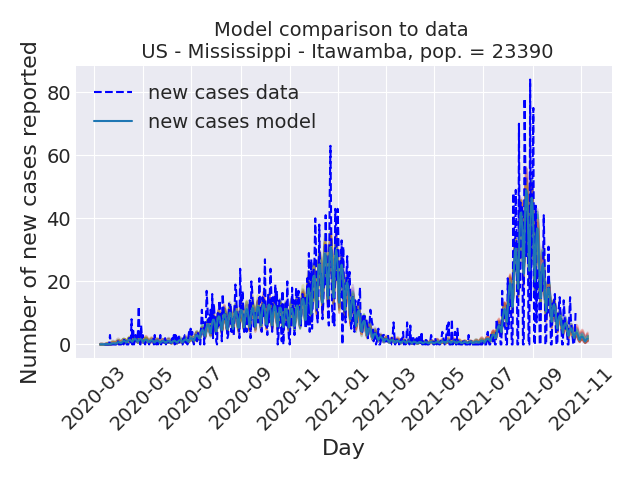 Model comparison to data
US - Mississippi - Itawamba, pop. = 23390
Number of new cases reported
80
60
40
20
0
new cases data
new cases model
2020-03
2020-05
2020-07
2020-09
2020-11
2021-01
2021-03
2021-05
2021-07
2021-09
2021-11
Day